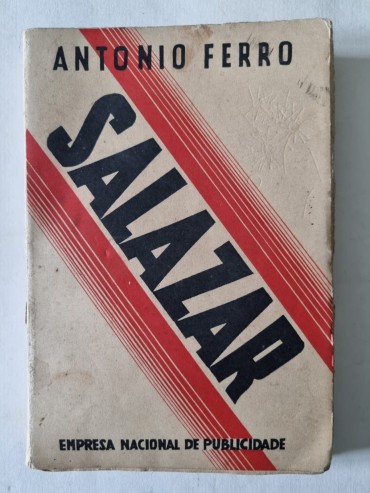 ANTONIO FERRO
SALAZAR
EMPRESA NACIONAL DE PUBLICIDADE